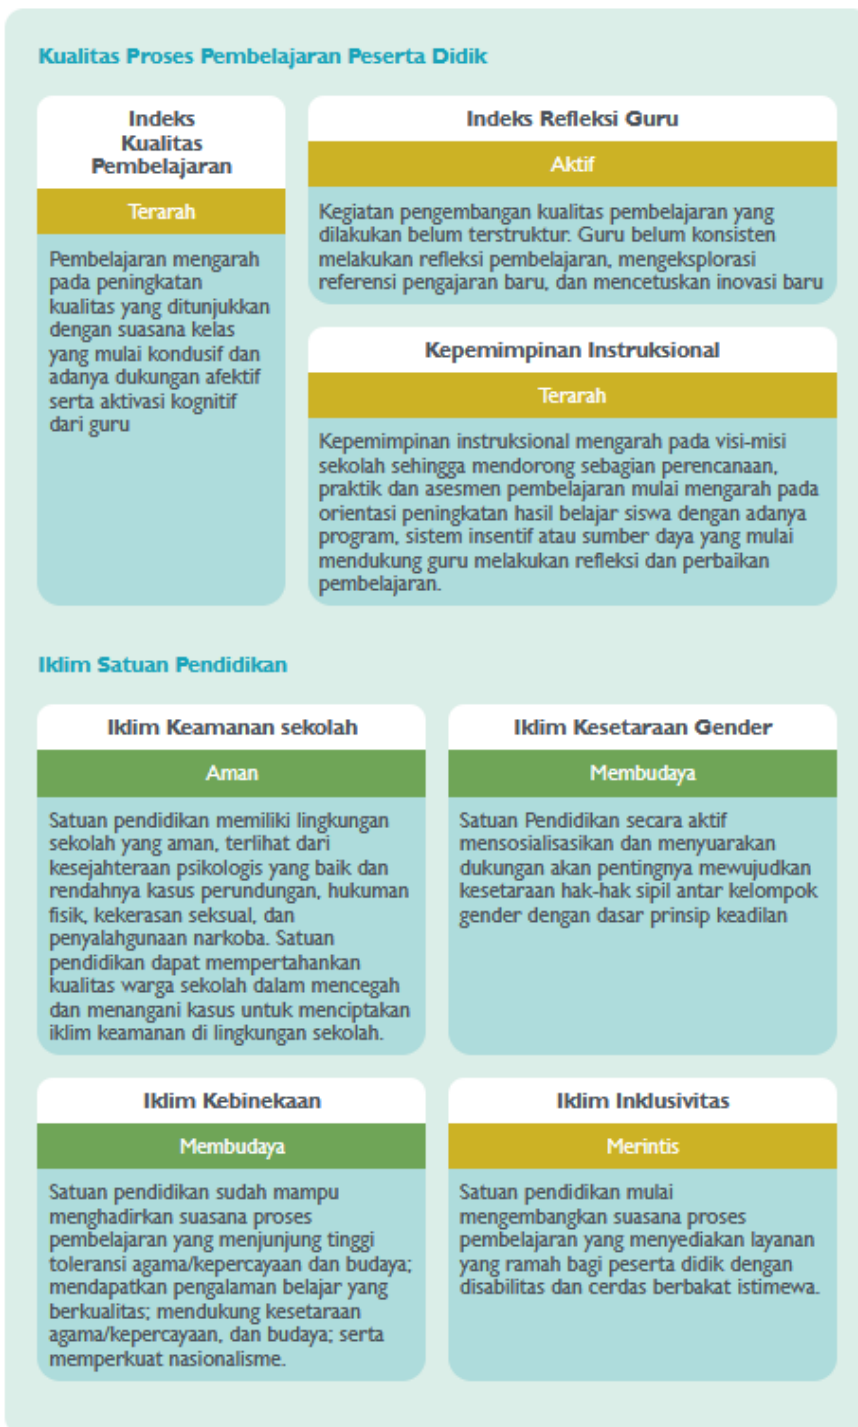 Kualitas Proses Pembelajaran Peserta Didik
Indeks
Kualitas
Pembelajaran
Terarah
Pembelajaran mengarah
pada peningkatan
kualitas yang ditunjukkan
dengan suasana kelas
yang mulai kondusif dan
adanya dukungan afektif
serta aktivasi kognitif
dari guru
Indeks Refleksi Guru
Aktif
Kegiatan pengembangan kualitas pembelajaran yang
dilakukan belum terstruktur. Guru belum konsisten
melakukan refleksi pembelajaran, mengeksplorasi
referensi pengajaran baru, dan mencetuskan inovasi baru
Kepemimpinan Instruksional
Terarah
Kepemimpinan instruksional mengarah pada visi-misi
sekolah sehingga mendorong sebagian perencanaan,
praktik dan asesmen pembelajaran mulai mengarah pada
orientasi peningkatan hasil belajar siswa dengan adanya
program, sistem insentif atau sumber daya yang mulai
mendukung guru melakukan refleksi dan perbaikan
pembelajaran.
Iklim Satuan Pendidikan
Iklim Keamanan sekolah
Aman
Satuan pendidikan memiliki lingkungan
sekolah yang aman, terlihat dari
kesejahteraan psikologis yang baik dan
rendahnya kasus perundungan, hukuman
fisik, kekerasan seksual, dan
penyalahgunaan narkoba. Satuan
pendidikan dapat mempertahankan
kualitas warga sekolah dalam mencegah
dan menangani kasus untuk menciptakan
iklim keamanan di lingkungan sekolah.
Iklim Kesetaraan Gender
Membudaya
Satuan Pendidikan secara aktif
mensosialisasikan dan menyuarakan
dukungan akan pentingnya mewujudkan
kesetaraan hak-hak sipil antar kelompok
gender dengan dasar prinsip keadilan
Iklim Kebinekaan
Membudaya
Satuan pendidikan sudah mampu
menghadirkan suasana proses
pembelajaran yang menjunjung tinggi
toleransi agama/kepercayaan dan budaya;
mendapatkan pengalaman belajar yang
berkualitas; mendukung kesetaraan
agama/kepercayaan, dan budaya; serta
memperkuat nasionalisme.
Iklim Inklusivitas
Merintis
Satuan pendidikan mulai
mengembangkan suasana proses
pembelajaran yang menyediakan layanan
yang ramah bagi peserta didik dengan
disabilitas dan cerdas berbakat istimewa.